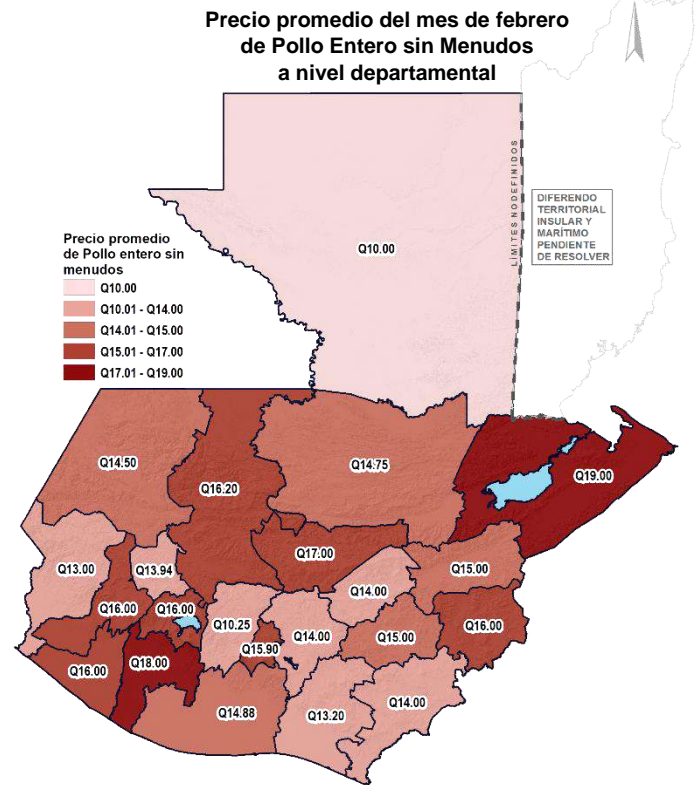 Precio promedio del mes de febrero
de Pollo Entero sin Menudos
a nivel departamental
LÍMITES NO DEFINIDOS
DIFERENDO
TERRITORIAL
INSULAR Y
MARÍTIMO
PENDIENTE
DE RESOLVER
Q10.00
Precio promedio
de Pollo entero sin
menudos
Q10.00
Q10.01 - Q14.00
Q14.01 - Q15.00
Q15.01 - Q17.00
Q17.01 - Q19.00
Q14.50
Q16.20
Q14.75
Q19.00
Q13.00
Q13.94
Q17.00
Q14.00
Q15.00
Q16.00
Q16.00
Q10.25
Q15.90
Q14.00
Q15.00
Q16.00
Q16.00
Q18.00
Q14.88
Q13.20
Q14.00